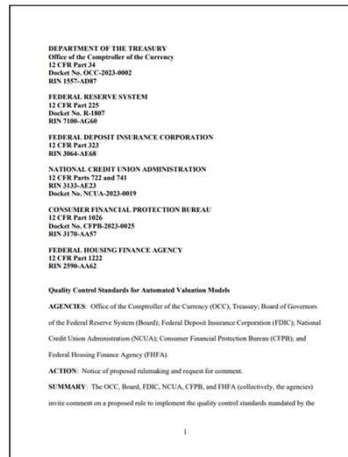 DEPARTMENT OF THE TREASURY
Office of the Comptroller of the Currency
12 CFR Part 34
Docket No. OCC-2023-0002
RIN 1557-AD87
FEDERAL RESERVE SYSTEM
12 CFR Part 225
Docket No. R-1807
RIN 7100-AG60
FEDERAL DEPOSIT INSURANCE CORPORATION
12 CFR Part 323
RIN 3064-AE68
NATIONAL CREDIT UNION ADMINISTRATION
12 CFR Parts 722 and 741
RIN 3133-AE23
Docket No. NCUA-2023-0019
CONSUMER FINANCIAL PROTECTION BUREAU
12 CFR Part 1026
Docket No. CFPB-2023-0025
RIN 3170-AA57
FEDERAL HOUSING FINANCE AGENCY
12 CFR Part 1222
RIN 2590-AA62
Quality Control Standards for Automated Valuation Models
AGENCIES: Office of the Comptroller of the Currency (OCC), Treasury; Board of Governors
of the Federal Reserve System (Board); Federal Deposit Insurance Corporation (FDIC); National
Credit Union Administration (NCUA); Consumer Financial Protection Bureau (CFPB); and
Federal Housing Finance Agency (FHFA).
ACTION: Notice of proposed rulemaking and request for comment.
SUMMARY: The OCC, Board, FDIC, NCUA, CFPB, and FHFA (collectively, the agencies)
invite comment on a proposed rule to implement the quality control standards mandated by the
1